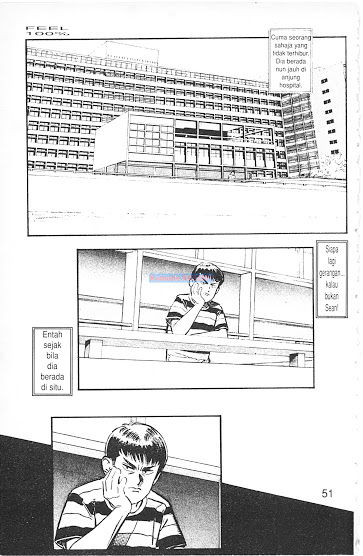 FEEL
100%
Cuma seorang
sahaja yang
tidak terhibur.
Dia berada
nun jauh di
anjung
hospital.
Siapa
lagi
gerangan...
kalau
bukan
Sean!
Entah
sejak
bila
dia
berada
di situ.
51